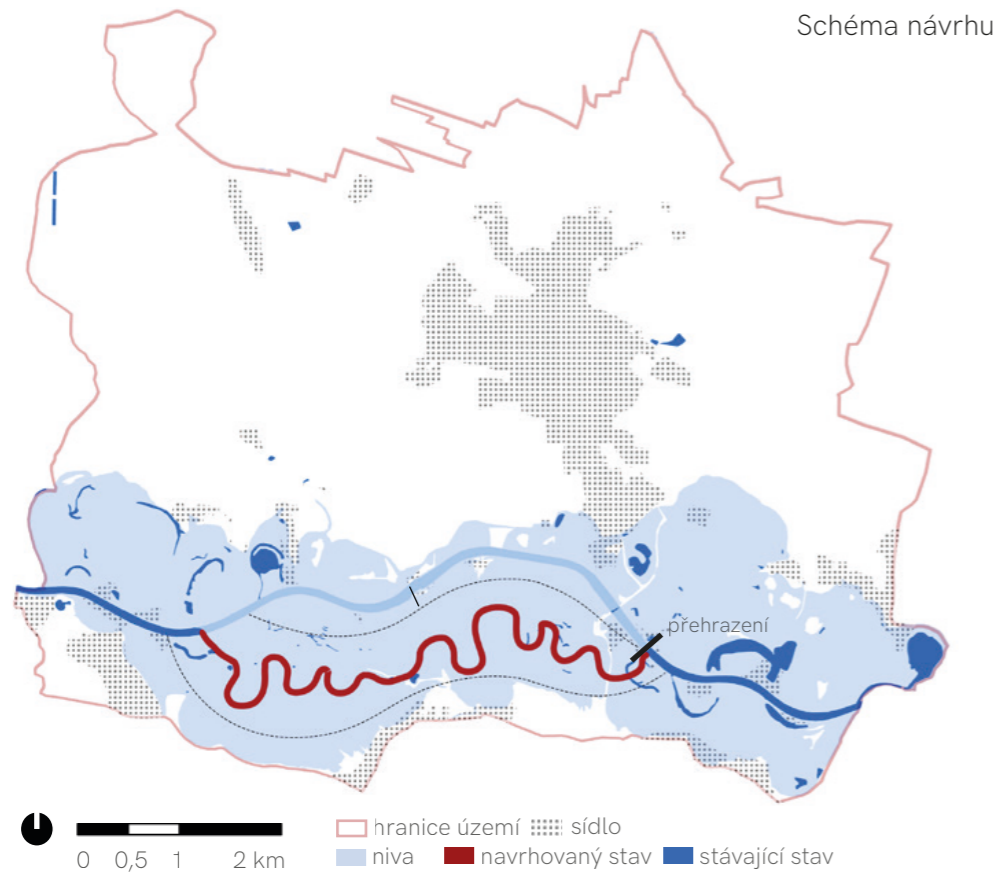 Schéma návrhu
přehrazení
0 0,5 1 2 km
hranice území sídlo
niva navrhovaný stav stávající stav